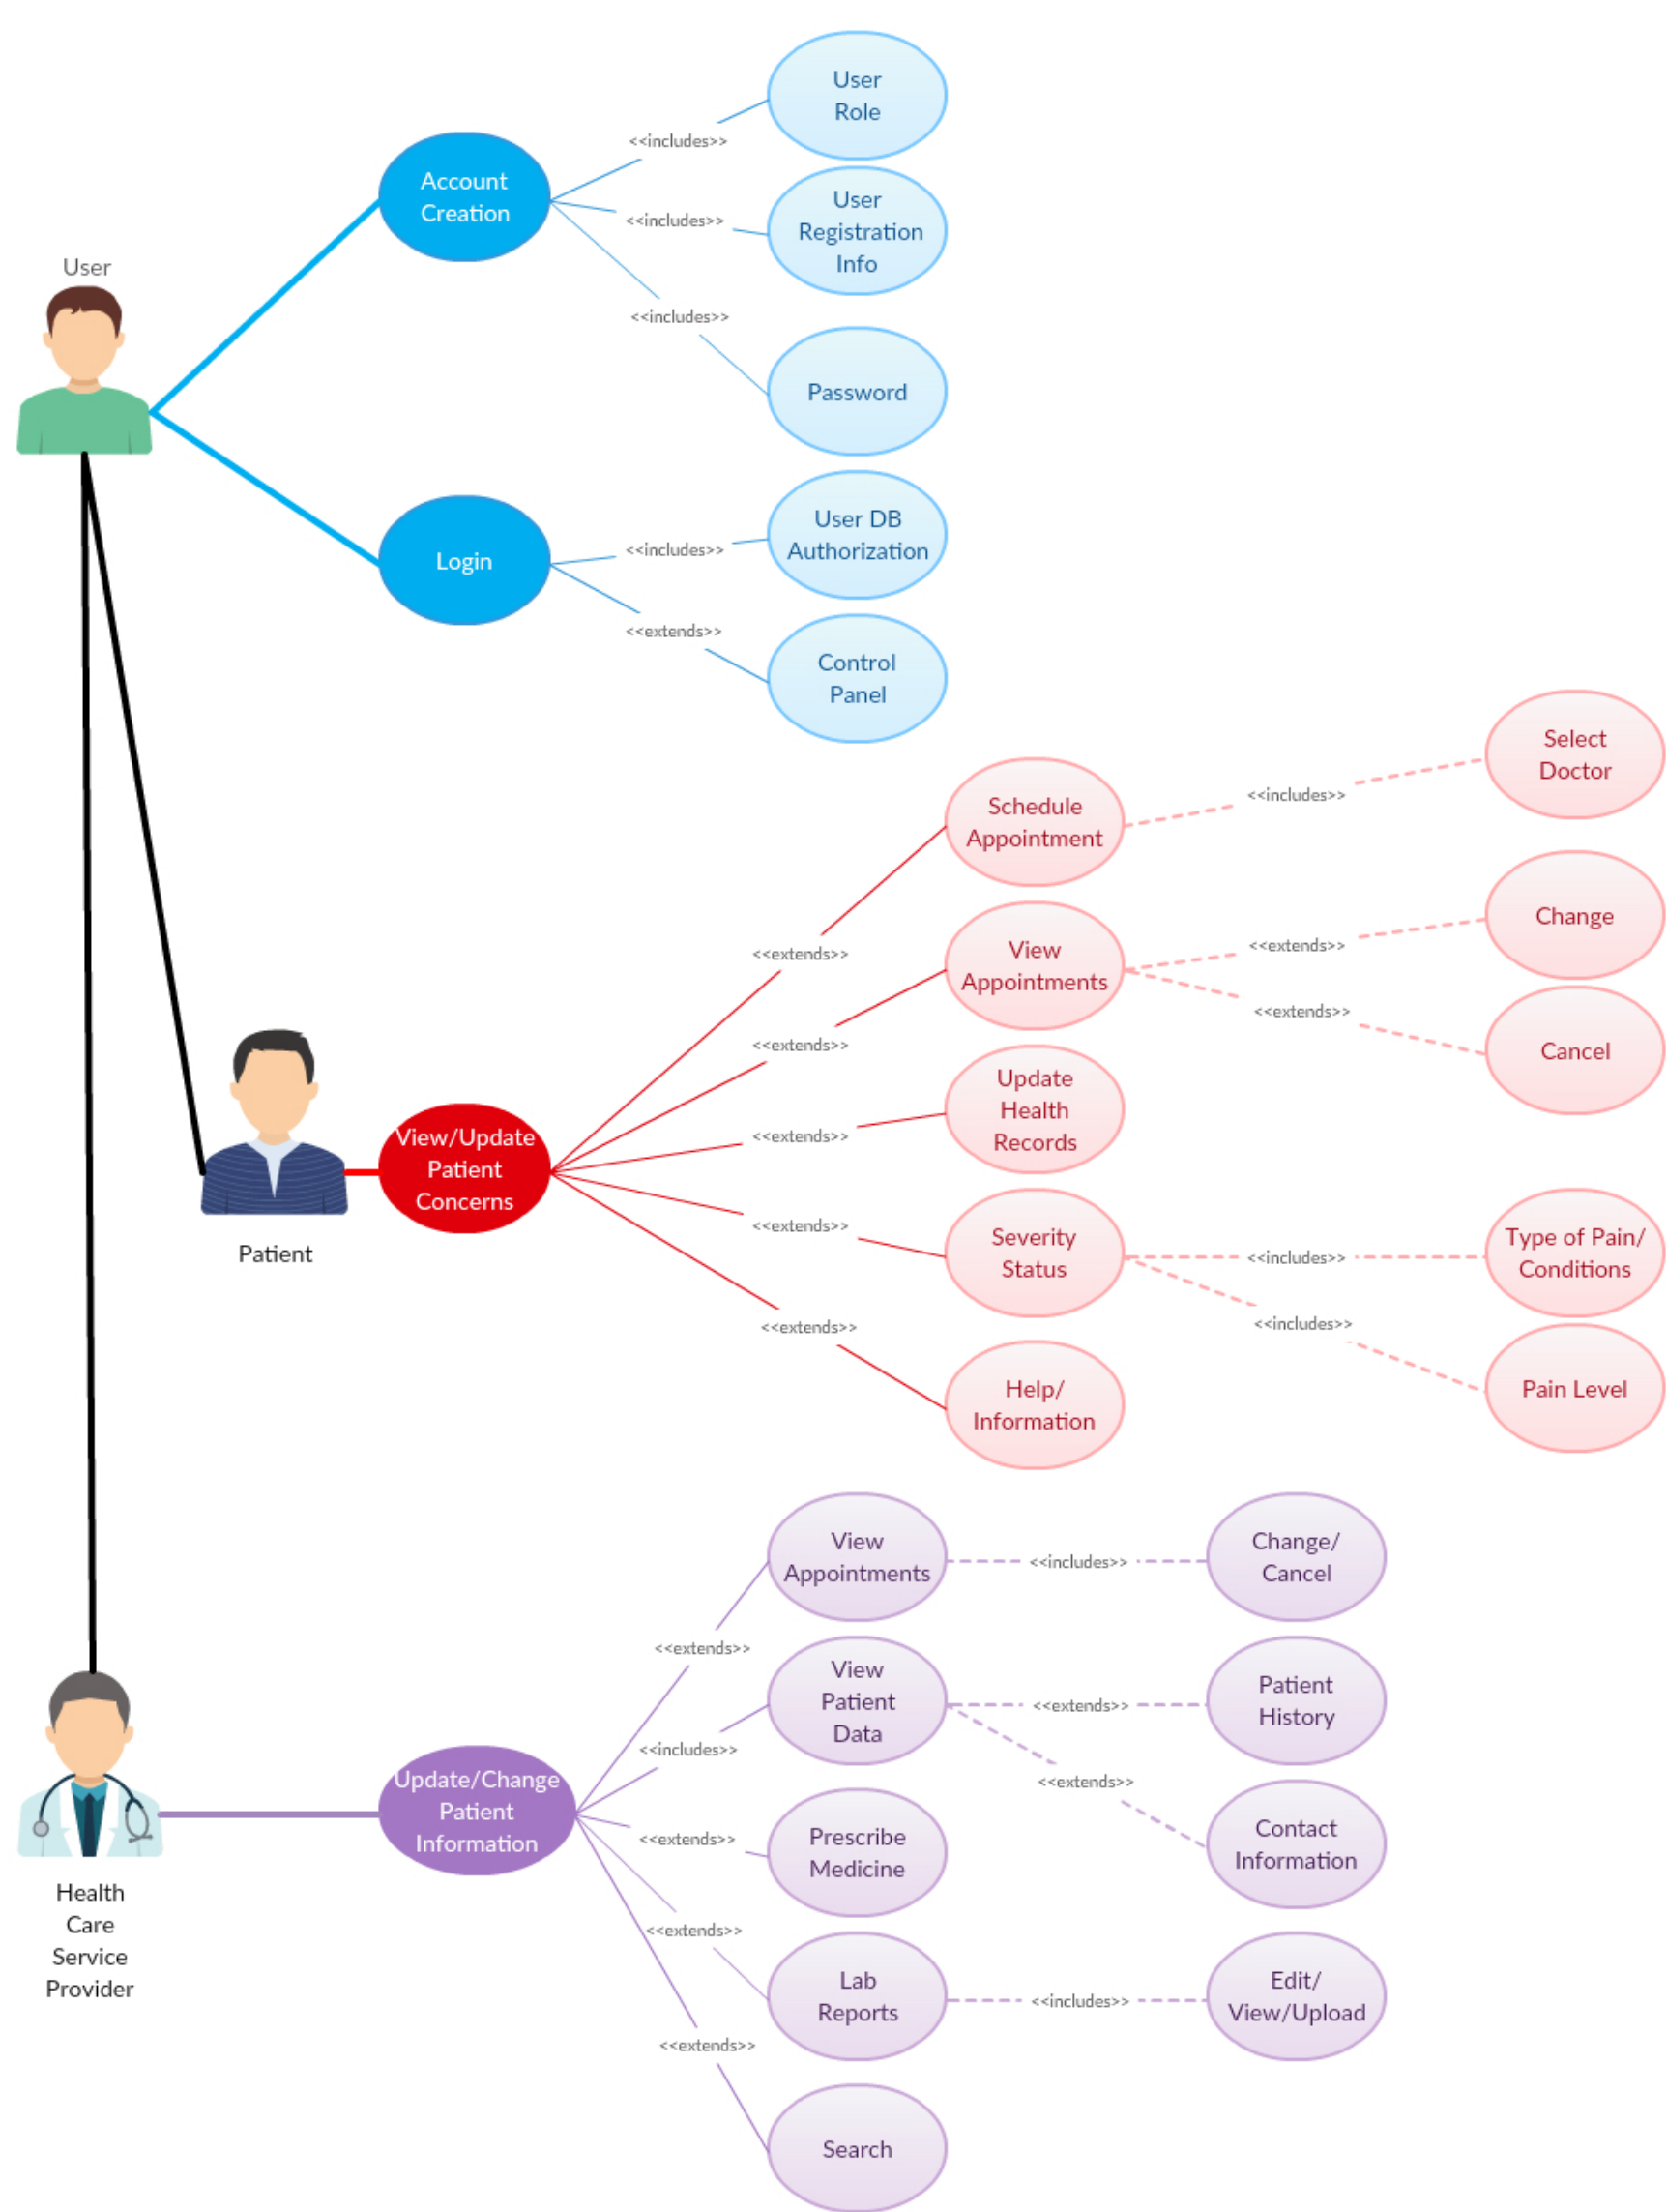 User
Account
Creation
<<includes>>
User
Role
<<includes>>
User
Registration
Info
<<includes>>
Password
Login
<<includes>>
User DB
Authorization
<<extends>>
Control
Panel
Patient
View/Update
Patient
Concerns
<<extends>>
Schedule
Appointment
<<includes>>
Select
Doctor
<<extends>>
View
Appointments
<<extends>>
Change
<<extends>>
Cancel
<<extends>>
Update
Health
Records
<<extends>>
Severity
Status
<<includes>>
Type of Pain/
Conditions
<<includes>>
Pain Level
<<extends>>
Help/
Information
Health
Care
Service
Provider
Update/Change
Patient
Information
<<extends>>
View
Appointments
<<includes>>
Change/
Cancel
<<includes>>
View
Patient
Data
<<extends>>
Patient
History
<<extends>>
Contact
Information
<<extends>>
Prescribe
Medicine
<<extends>>
Lab
Reports
<<includes>>
Edit/
View/Upload
<<extends>>
Search